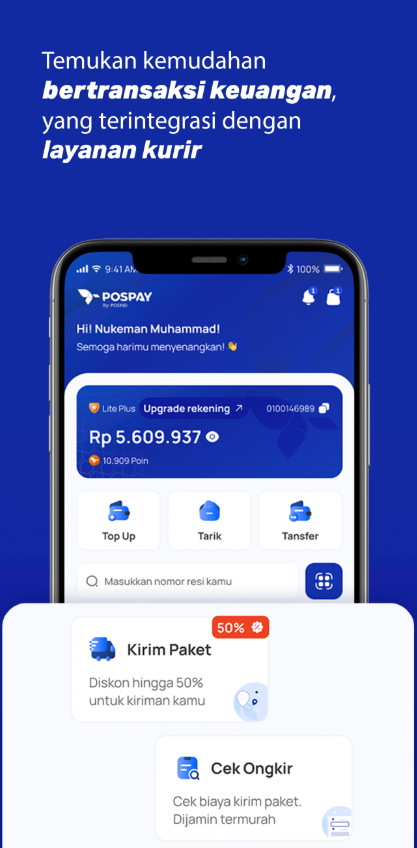 Temukan kemudahan
bertransaksi keuangan,
yang terintegrasi dengan
layanan kurir
9:41 AM
100%
POSPAY
By POSIND
1
1
Hi! Nukeman Muhammad!
Semoga harimu menyenangkan! 👋
Lite Plus Upgrade rekening ↗ 0100146989
Rp 5.609.937
10.909 Poin
Top Up
Tarik
Tansfer
Masukkan nomor resi kamu
50%
Kirim Paket
Diskon hingga 50%
untuk kiriman kamu
Cek Ongkir
Cek biaya kirim paket.
Dijamin termurah